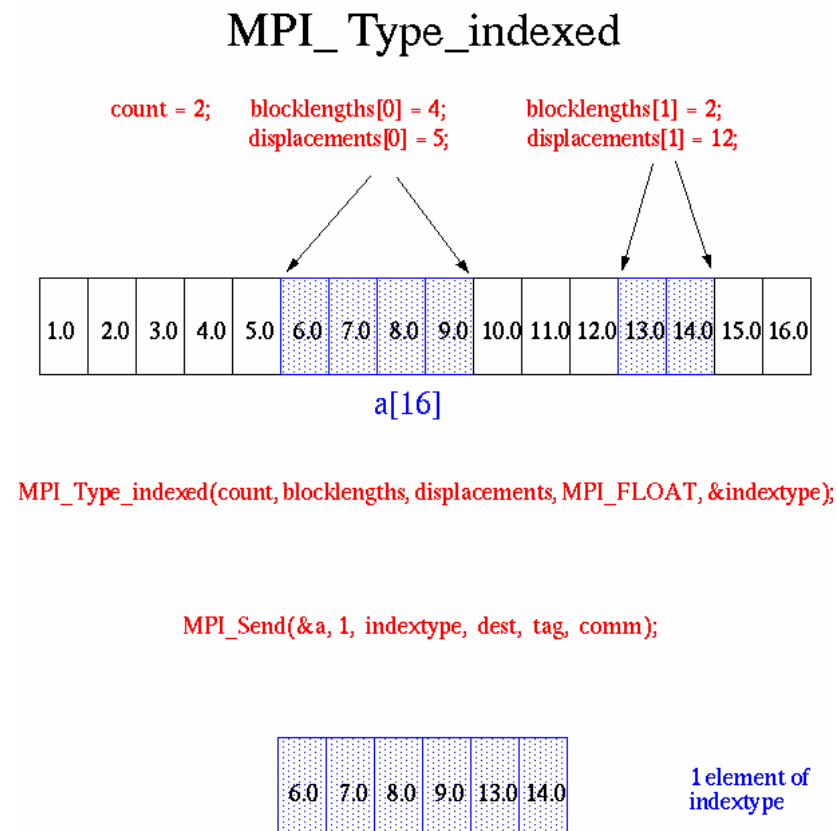 MPI_ Type_indexed
count = 2; blocklengths[0] = 4; blocklengths[1] = 2;
displacements[0] = 5; displacements[1] = 12;
1.0 2.0 3.0 4.0 5.0 6.0 7.0 8.0 9.0 10.0 11.0 12.0 13.0 14.0 15.0 16.0
a[16]
MPI_Type_indexed(count, blocklengths, displacements, MPI_FLOAT, &indextype);
MPI_Send(&a, 1, indextype, dest, tag, comm);
6.0 7.0 8.0 9.0 13.0 14.0
1 element of
indextype